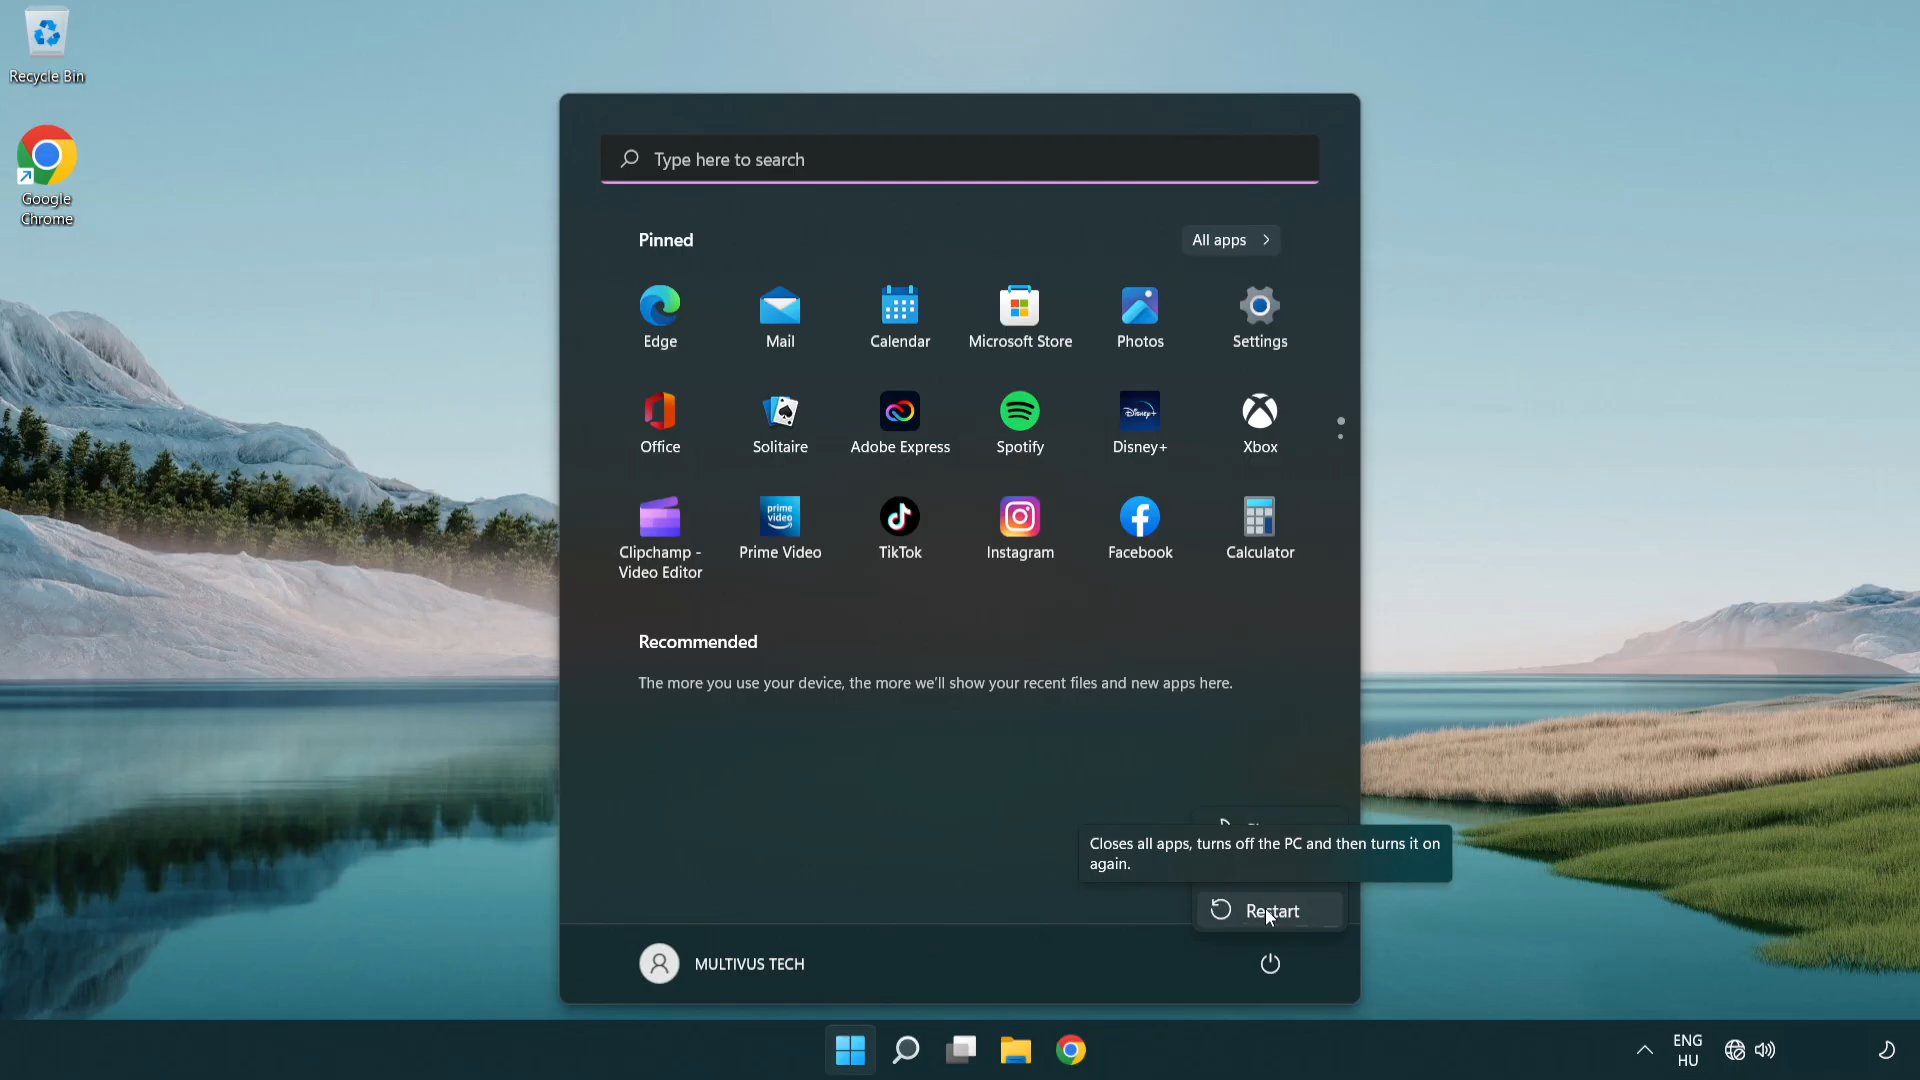 Recycle Bin
Google
Chrome
Type here to search
Pinned
All apps
Edge
Mail
Calendar
Microsoft Store
Photos
Settings
Office
Solitaire
Adobe Express
Spotify
Disney+
Disney+
Xbox
prime
video
Clipchamp -
Video Editor
Prime Video
TikTok
Instagram
Facebook
Calculator
Recommended
The more you use your device, the more we'll show your recent files and new apps here.
Closes all apps, turns off the PC and then turns it on
again.
Restart
MULTIVUS TECH
ENG
HU